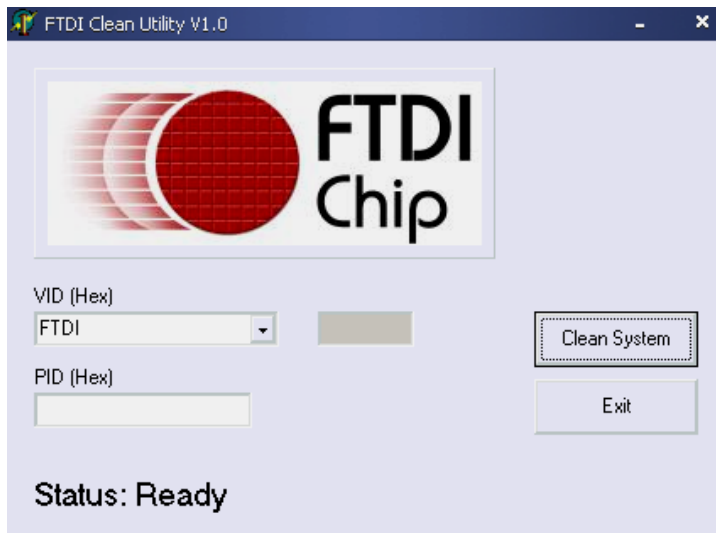 FTDI Clean Utility V1.0
FTDI
Chip
VID (Hex)
FTDI
Clean System
PID (Hex)
Exit
Status: Ready